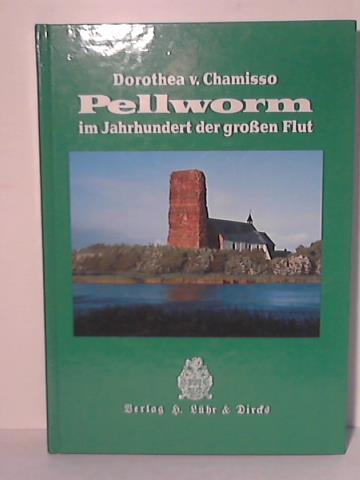 Dorothea v. Chamisso
Pellworm
im Jahrhundert der großen Flut
Verlag H. Lühr & Dircks